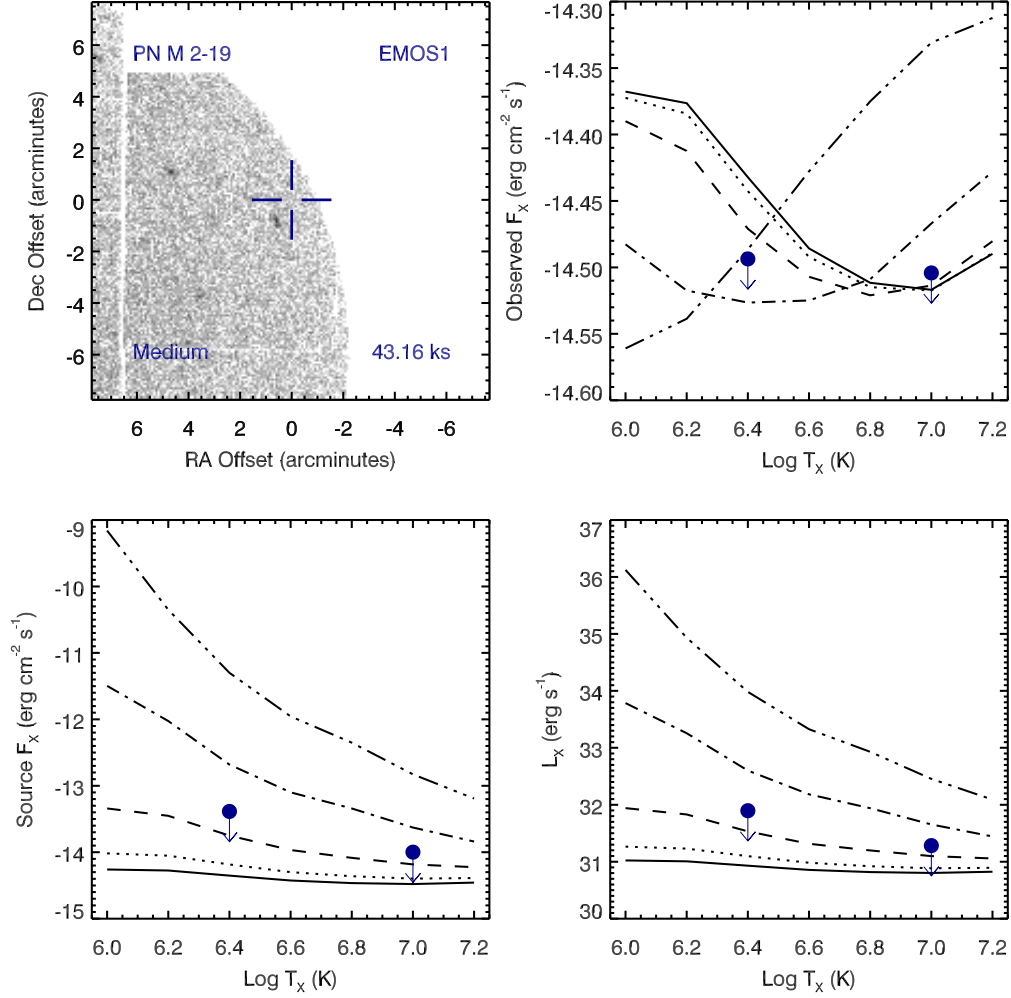 PN M 2-19 EMOS1
Medium 43.16 ks
6
4
2
0
-2
-4
-6
Dec Offset (arcminutes)
6 4 2 0 -2 -4 -6
RA Offset (arcminutes)
-14.30
-14.35
-14.40
-14.45
-14.50
-14.55
-14.60
Observed FX (erg cm-2 s-1)
6.0 6.2 6.4 6.6 6.8 7.0 7.2
Log TX (K)
-9
-10
-11
-12
-13
-14
-15
Source FX (erg cm-2 s-1)
6.0 6.2 6.4 6.6 6.8 7.0 7.2
Log TX (K)
37
36
35
34
33
32
31
30
LX (erg s-1)
6.0 6.2 6.4 6.6 6.8 7.0 7.2
Log TX (K)